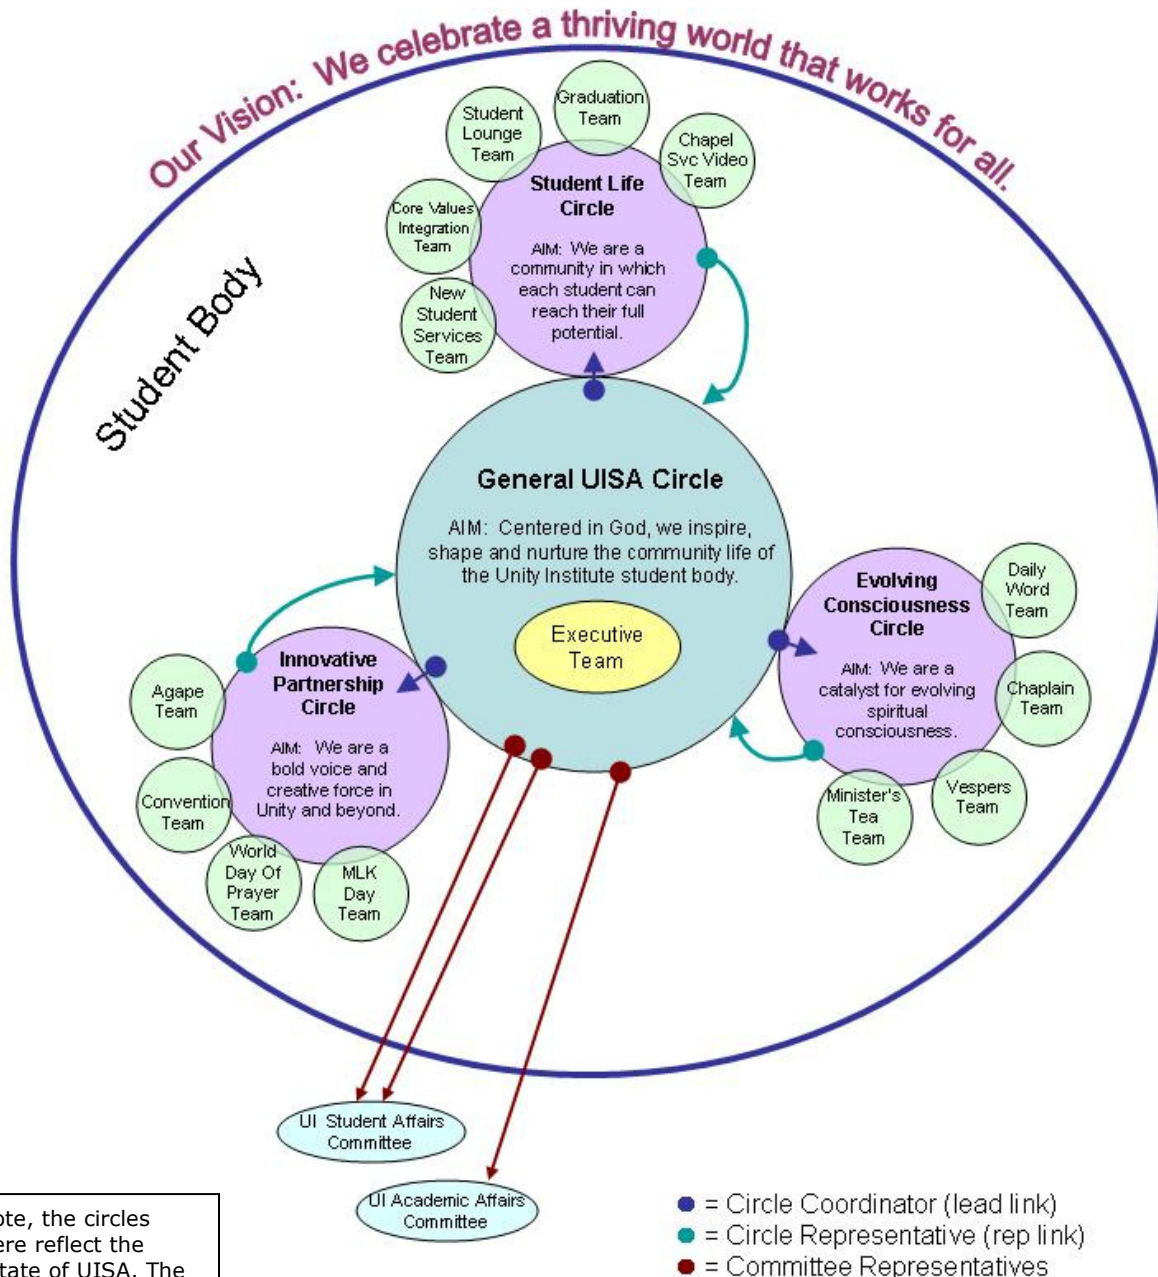 Our Vision: We celebrate a thriving world that works for all.
Student Body
Graduation
Team
Student
Lounge
Team
Chapel
Svc Video
Team
Core Values
Integration
Team
New
Student
Services
Team
Student Life
Circle
AIM: We are a
community in which
each student can
reach their full
potential.
General UISA Circle
AIM: Centered in God, we inspire,
shape and nurture the community life of
the Unity Institute student body.
Executive
Team
Evolving
Consciousness
Circle
AIM: We are a
catalyst for evolving
spiritual
consciousness.
Daily
Word
Team
Chaplain
Team
Vespers
Team
Minister's
Tea
Team
Innovative
Partnership
Circle
AIM: We are a
bold voice and
creative force in
Unity and beyond.
Agape
Team
Convention
Team
World
Day Of
Prayer
Team
MLK
Day
Team
UI Student Affairs
Committee
UI Academic Affairs
Committee
= Circle Coordinator (lead link)
= Circle Representative (rep link)
= Committee Representatives
the circles
reflect the
of UISA. The